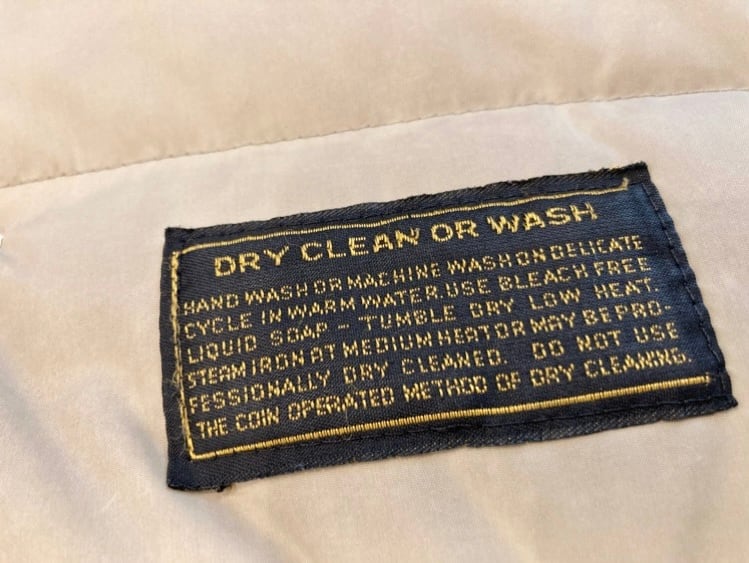 DRY CLEAN OR WASH
HAND WASH OR MACHINE WASH ON DELICATE
CYCLE IN WARM WATER. USE BLEACH FREE
LIQUID SOAP - TUMBLE DRY LOW HEAT.
STEAM IRON AT MEDIUM HEAT OR MAY BE PRO-
FESSIONALLY DRY CLEANED. DO NOT USE
THE COIN OPERATED METHOD OF DRY CLEANING.